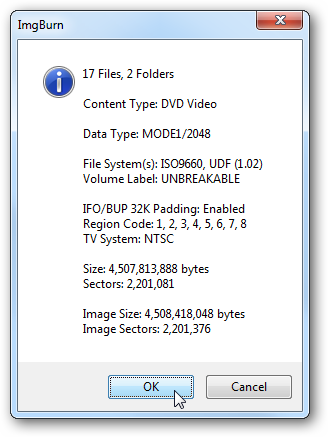 ImgBurn
17 Files, 2 Folders
Content Type: DVD Video
Data Type: MODE1/2048
File System(s): ISO9660, UDF (1.02)
Volume Label: UNBREAKABLE
IFO/BUP 32K Padding: Enabled
Region Code: 1, 2, 3, 4, 5, 6, 7, 8
TV System: NTSC
Size: 4,507,813,888 bytes
Sectors: 2,201,081
Image Size: 4,508,418,048 bytes
Image Sectors: 2,201,376
OK Cancel